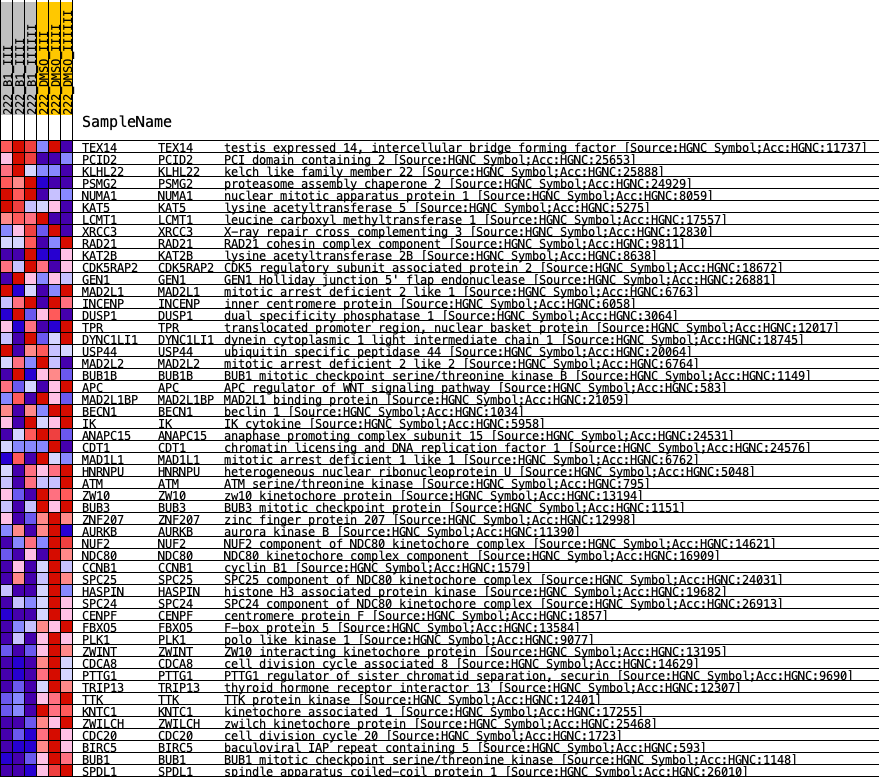 222_B1_III
222_B1_IIII
222_B1_IIIIII
222_DMSO_III
222_DMSO_IIII
222_DMSO_IIIIII
SampleName
TEX14 TEX14 testis expressed 14, intercellular bridge forming factor [Source:HGNC Symbol;Acc:HGNC:11737]
PCID2 PCID2 PCI domain containing 2 [Source:HGNC Symbol;Acc:HGNC:25653]
KLHL22 KLHL22 kelch like family member 22 [Source:HGNC Symbol;Acc:HGNC:25888]
PSMG2 PSMG2 proteasome assembly chaperone 2 [Source:HGNC Symbol;Acc:HGNC:24929]
NUMA1 NUMA1 nuclear mitotic apparatus protein 1 [Source:HGNC Symbol;Acc:HGNC:8059]
KAT5 KAT5 lysine acetyltransferase 5 [Source:HGNC Symbol;Acc:HGNC:5275]
LCMT1 LCMT1 leucine carboxyl methyltransferase 1 [Source:HGNC Symbol;Acc:HGNC:17557]
XRCC3 XRCC3 X-ray repair cross complementing 3 [Source:HGNC Symbol;Acc:HGNC:12830]
RAD21 RAD21 RAD21 cohesin complex component [Source:HGNC Symbol;Acc:HGNC:9811]
KAT2B KAT2B lysine acetyltransferase 2B [Source:HGNC Symbol;Acc:HGNC:8638]
CDK5RAP2 CDK5RAP2 CDK5 regulatory subunit associated protein 2 [Source:HGNC Symbol;Acc:HGNC:18672]
GEN1 GEN1 GEN1 Holliday junction 5' flap endonuclease [Source:HGNC Symbol;Acc:HGNC:26881]
MAD2L1 MAD2L1 mitotic arrest deficient 2 like 1 [Source:HGNC Symbol;Acc:HGNC:6763]
INCENP INCENP inner centromere protein [Source:HGNC Symbol;Acc:HGNC:6058]
DUSP1 DUSP1 dual specificity phosphatase 1 [Source:HGNC Symbol;Acc:HGNC:3064]
TPR TPR translocated promoter region, nuclear basket protein [Source:HGNC Symbol;Acc:HGNC:12017]
DYNC1LI1 DYNC1LI1 dynein cytoplasmic 1 light intermediate chain 1 [Source:HGNC Symbol;Acc:HGNC:18745]
USP44 USP44 ubiquitin specific peptidase 44 [Source:HGNC Symbol;Acc:HGNC:20064]
MAD2L2 MAD2L2 mitotic arrest deficient 2 like 2 [Source:HGNC Symbol;Acc:HGNC:6764]
BUB1B BUB1B BUB1 mitotic checkpoint serine/threonine kinase B [Source:HGNC Symbol;Acc:HGNC:1149]
APC APC APC regulator of WNT signaling pathway [Source:HGNC Symbol;Acc:HGNC:583]
MAD2L1BP MAD2L1BP MAD2L1 binding protein [Source:HGNC Symbol;Acc:HGNC:21059]
BECN1 BECN1 beclin 1 [Source:HGNC Symbol;Acc:HGNC:1034]
IK IK IK cytokine [Source:HGNC Symbol;Acc:HGNC:5958]
ANAPC15 ANAPC15 anaphase promoting complex subunit 15 [Source:HGNC Symbol;Acc:HGNC:24531]
CDT1 CDT1 chromatin licensing and DNA replication factor 1 [Source:HGNC Symbol;Acc:HGNC:24576]
MAD1L1 MAD1L1 mitotic arrest deficient 1 like 1 [Source:HGNC Symbol;Acc:HGNC:6762]
HNRNPU HNRNPU heterogeneous nuclear ribonucleoprotein U [Source:HGNC Symbol;Acc:HGNC:5048]
ATM ATM ATM serine/threonine kinase [Source:HGNC Symbol;Acc:HGNC:795]
ZW10 ZW10 zw10 kinetochore protein [Source:HGNC Symbol;Acc:HGNC:13194]
BUB3 BUB3 BUB3 mitotic checkpoint protein [Source:HGNC Symbol;Acc:HGNC:1151]
ZNF207 ZNF207 zinc finger protein 207 [Source:HGNC Symbol;Acc:HGNC:12998]
AURKB AURKB aurora kinase B [Source:HGNC Symbol;Acc:HGNC:11390]
NUF2 NUF2 NUF2 component of NDC80 kinetochore complex [Source:HGNC Symbol;Acc:HGNC:14621]
NDC80 NDC80 NDC80 kinetochore complex component [Source:HGNC Symbol;Acc:HGNC:16909]
CCNB1 CCNB1 cyclin B1 [Source:HGNC Symbol;Acc:HGNC:1579]
SPC25 SPC25 SPC25 component of NDC80 kinetochore complex [Source:HGNC Symbol;Acc:HGNC:24031]
HASPIN HASPIN histone H3 associated protein kinase [Source:HGNC Symbol;Acc:HGNC:19682]
SPC24 SPC24 SPC24 component of NDC80 kinetochore complex [Source:HGNC Symbol;Acc:HGNC:26913]
CENPF CENPF centromere protein F [Source:HGNC Symbol;Acc:HGNC:1857]
FBXO5 FBXO5 F-box protein 5 [Source:HGNC Symbol;Acc:HGNC:13584]
PLK1 PLK1 polo like kinase 1 [Source:HGNC Symbol;Acc:HGNC:9077]
ZWINT ZWINT ZW10 interacting kinetochore protein [Source:HGNC Symbol;Acc:HGNC:13195]
CDCA8 CDCA8 cell division cycle associated 8 [Source:HGNC Symbol;Acc:HGNC:14629]
PTTG1 PTTG1 PTTG1 regulator of sister chromatid separation, securin [Source:HGNC Symbol;Acc:HGNC:9690]
TRIP13 TRIP13 thyroid hormone receptor interactor 13 [Source:HGNC Symbol;Acc:HGNC:12307]
TTK TTK TTK protein kinase [Source:HGNC Symbol;Acc:HGNC:12401]
KNTC1 KNTC1 kinetochore associated 1 [Source:HGNC Symbol;Acc:HGNC:17255]
ZWILCH ZWILCH zwilch kinetochore protein [Source:HGNC Symbol;Acc:HGNC:25468]
CDC20 CDC20 cell division cycle 20 [Source:HGNC Symbol;Acc:HGNC:1723]
BIRC5 BIRC5 baculoviral IAP repeat containing 5 [Source:HGNC Symbol;Acc:HGNC:593]
BUB1 BUB1 BUB1 mitotic checkpoint serine/threonine kinase [Source:HGNC Symbol;Acc:HGNC:1148]
SPDL1 SPDL1 spindle apparatus coiled-coil protein 1 [Source:HGNC Symbol;Acc:HGNC:26010]